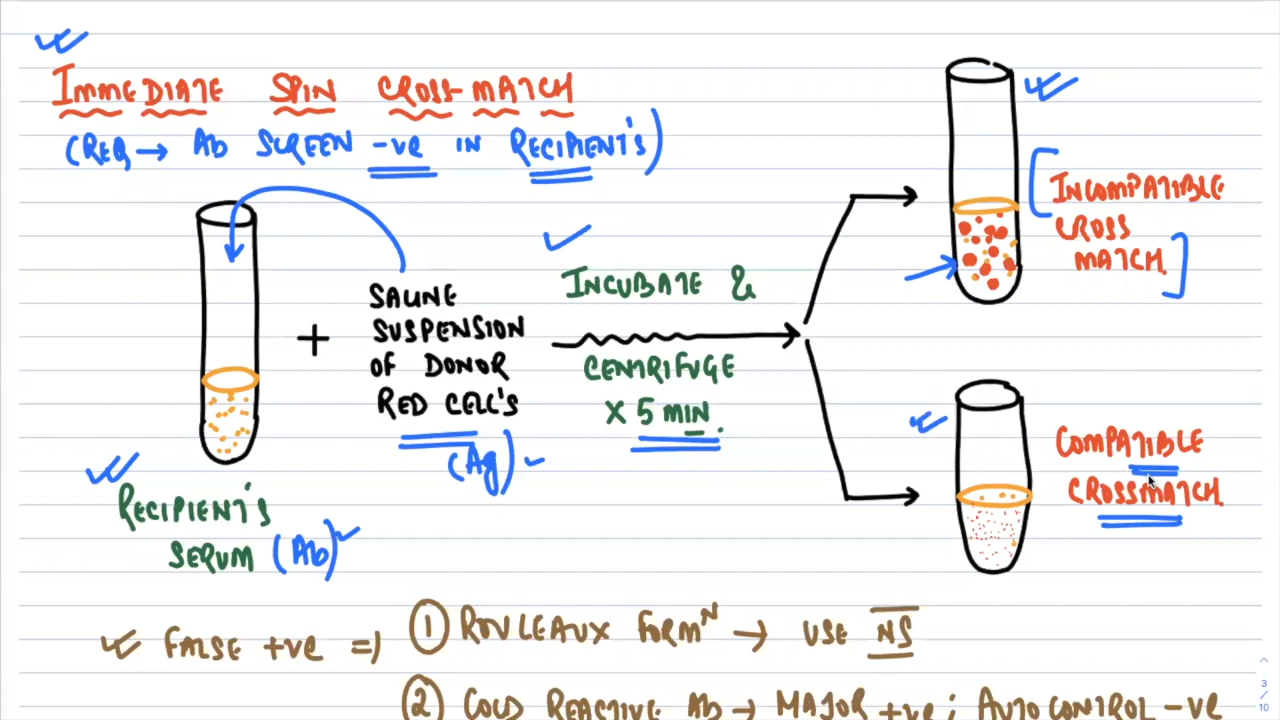 IMMEDIATE SPIN CROSS-MATCH
(REQ → Ab SCREEN -VE IN RECIPIENT'S)
SALINE
SUSPENSION
OF DONOR
RED CELL'S
(Ag)
INCUBATE &
CENTRIFUGE
X 5 MIN.
INCOMPATIBLE
CROSS
MATCH
COMPATIBLE
CROSSMATCH
RECIPIENT'S
SERUM (Ab)
FALSE +VE => ① ROULEAUX FORMᴺ → USE NS
② COLD REACTIVE Ab → MAJOR +VE; AUTOCONTROL -VE
3
/
10